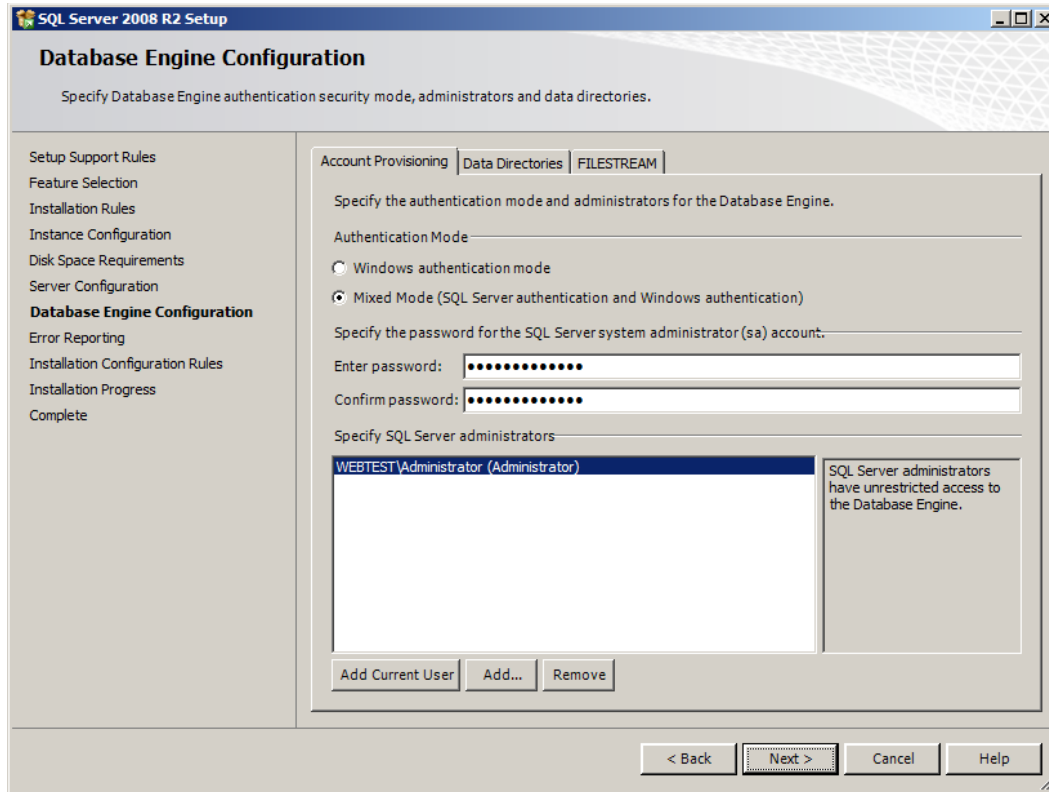 SQL Server 2008 R2 Setup
Database Engine Configuration
Specify Database Engine authentication security mode, administrators and data directories.
Setup Support Rules
Feature Selection
Installation Rules
Instance Configuration
Disk Space Requirements
Server Configuration
Database Engine Configuration
Error Reporting
Installation Configuration Rules
Installation Progress
Complete
Account Provisioning Data Directories FILESTREAM
Specify the authentication mode and administrators for the Database Engine.
Authentication Mode
Windows authentication mode
Mixed Mode (SQL Server authentication and Windows authentication)
Specify the password for the SQL Server system administrator (sa) account.
Enter password: •••••••••••••
Confirm password: •••••••••••••
Specify SQL Server administrators
WEBTEST\Administrator (Administrator)
SQL Server administrators
have unrestricted access to
the Database Engine.
Add Current User Add... Remove
< Back Next > Cancel Help